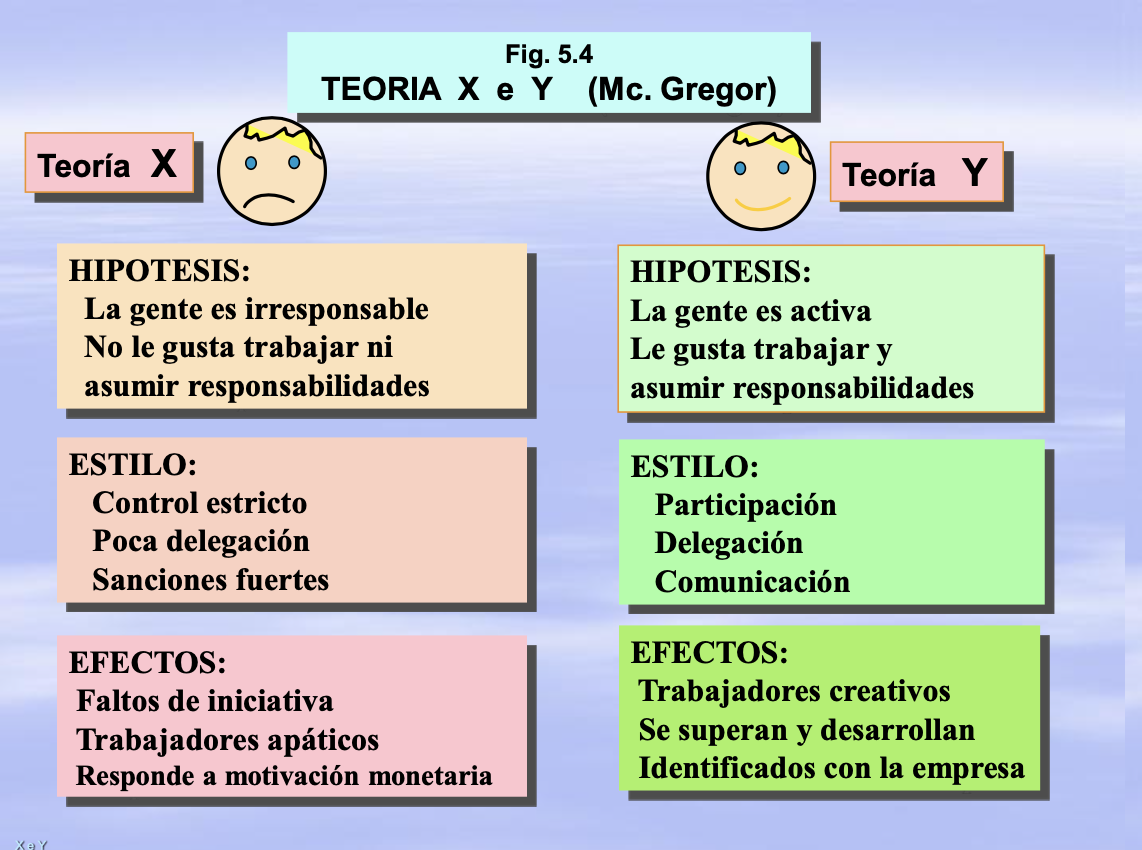 Fig. 5.4
TEORIA X e Y (Mc. Gregor)
Teoría X
HIPOTESIS:
La gente es irresponsable
No le gusta trabajar ni
asumir responsabilidades
ESTILO:
Control estricto
Poca delegación
Sanciones fuertes
EFECTOS:
Faltos de iniciativa
Trabajadores apáticos
Responde a motivación monetaria
Teoría Y
HIPOTESIS:
La gente es activa
Le gusta trabajar y
asumir responsabilidades
ESTILO:
Participación
Delegación
Comunicación
EFECTOS:
Trabajadores creativos
Se superan y desarrollan
Identificados con la empresa
X e Y